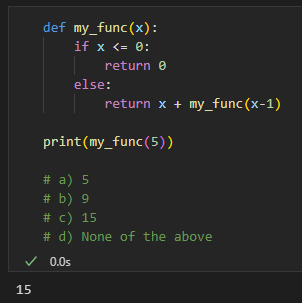 def my_func(x):
    if x <= 0:
        return 0
    else:
        return x + my_func(x-1)

print(my_func(5))

# a) 5
# b) 9
# c) 15
# d) None of the above
0.0s
15